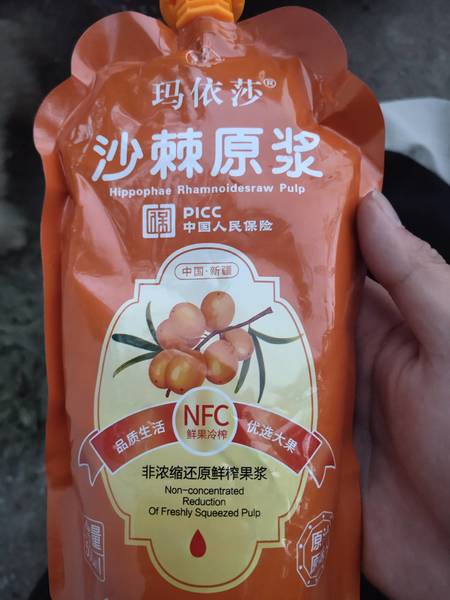 玛依莎®
沙棘原浆
Hippophae Rhamnoidesraw Pulp
PICC
中国人民保险
中国·新疆
NFC
鲜果冷榨
品质生活
优选大果
非浓缩还原鲜榨果浆
Non-concentrated
Reduction
Of Freshly Squeezed Pulp
量
原